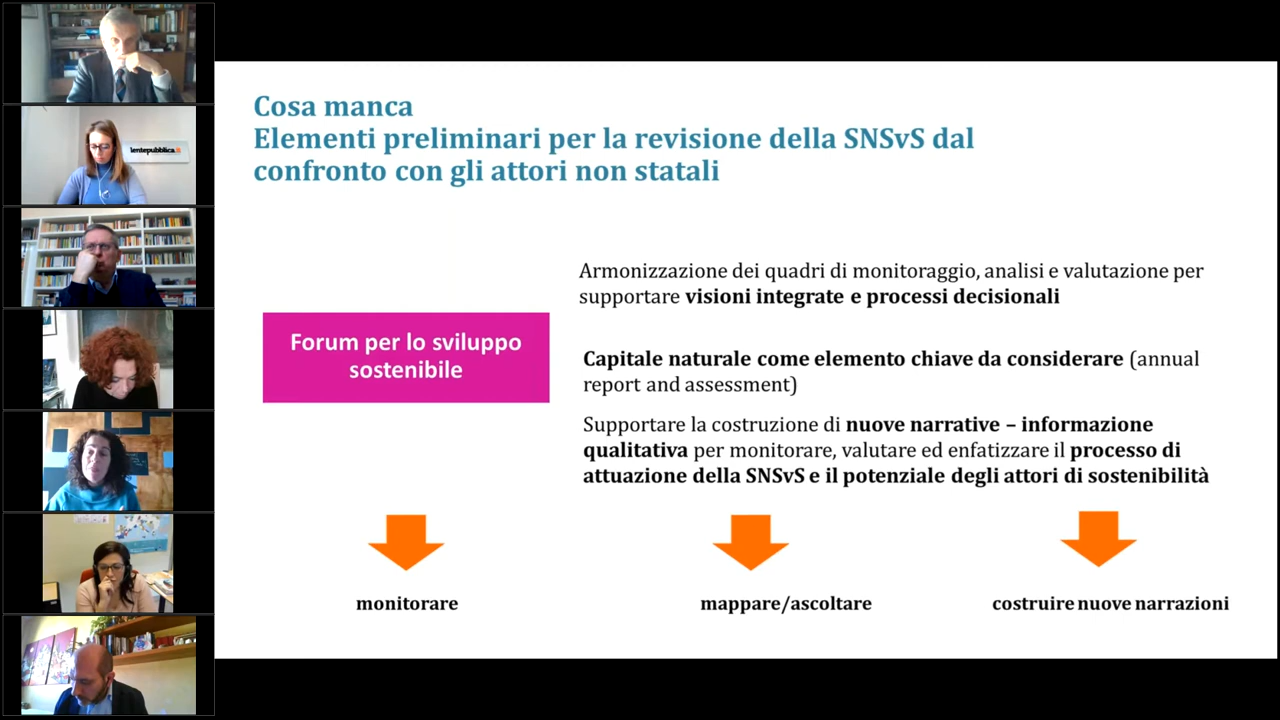 lentepubblica.it
Cosa manca
Elementi preliminari per la revisione della SNSvS dal
confronto con gli attori non statali
Armonizzazione dei quadri di monitoraggio, analisi e valutazione per
supportare visioni integrate e processi decisionali
Forum per lo sviluppo
sostenibile
Capitale naturale come elemento chiave da considerare (annual
report and assessment)
Supportare la costruzione di nuove narrative – informazione
qualitativa per monitorare, valutare ed enfatizzare il processo di
attuazione della SNSvS e il potenziale degli attori di sostenibilità
monitorare
mappare/ascoltare
costruire nuove narrazioni